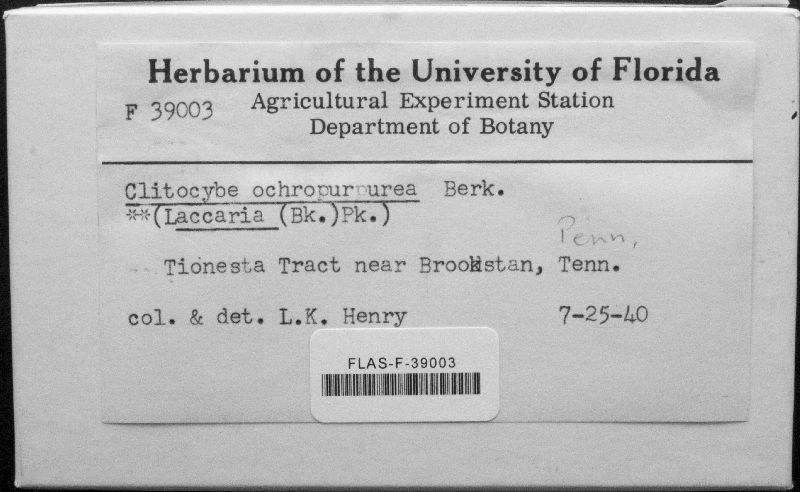 Herbarium of the University of Florida
F 39003 Agricultural Experiment Station
Department of Botany
Clitocybe ochropurpurea Berk.
**(Laccaria (Bk.)Pk.)
Penn,
Tionesta Tract near Brookstan, Tenn.
col. & det. L.K. Henry 7-25-40
FLAS-F-39003